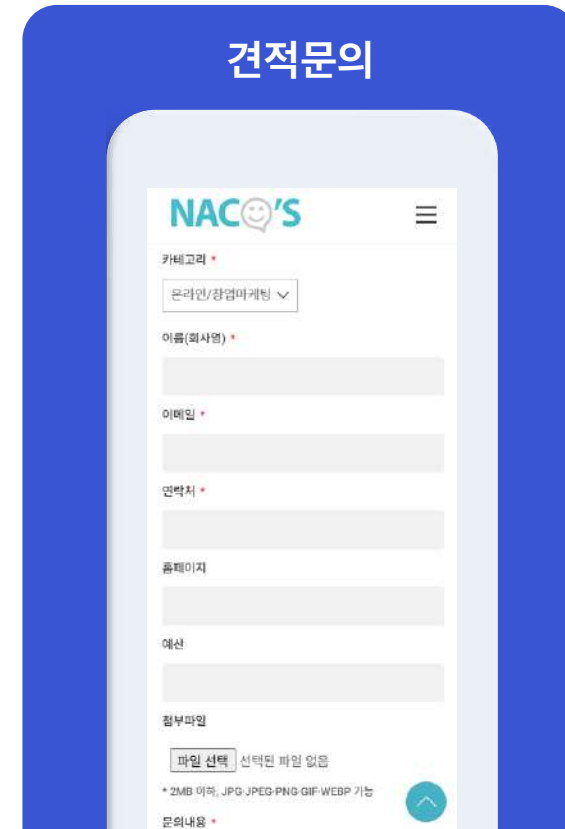 견적문의
NACO'S
카테고리 *
온라인/창업마케팅
이름(회사명) *
이메일 *
연락처 *
홈페이지
예산
첨부파일
파일 선택 선택된 파일 없음
* 2MB 이하, JPG·JPEG·PNG·GIF·WEBP 가능
문의내용 *